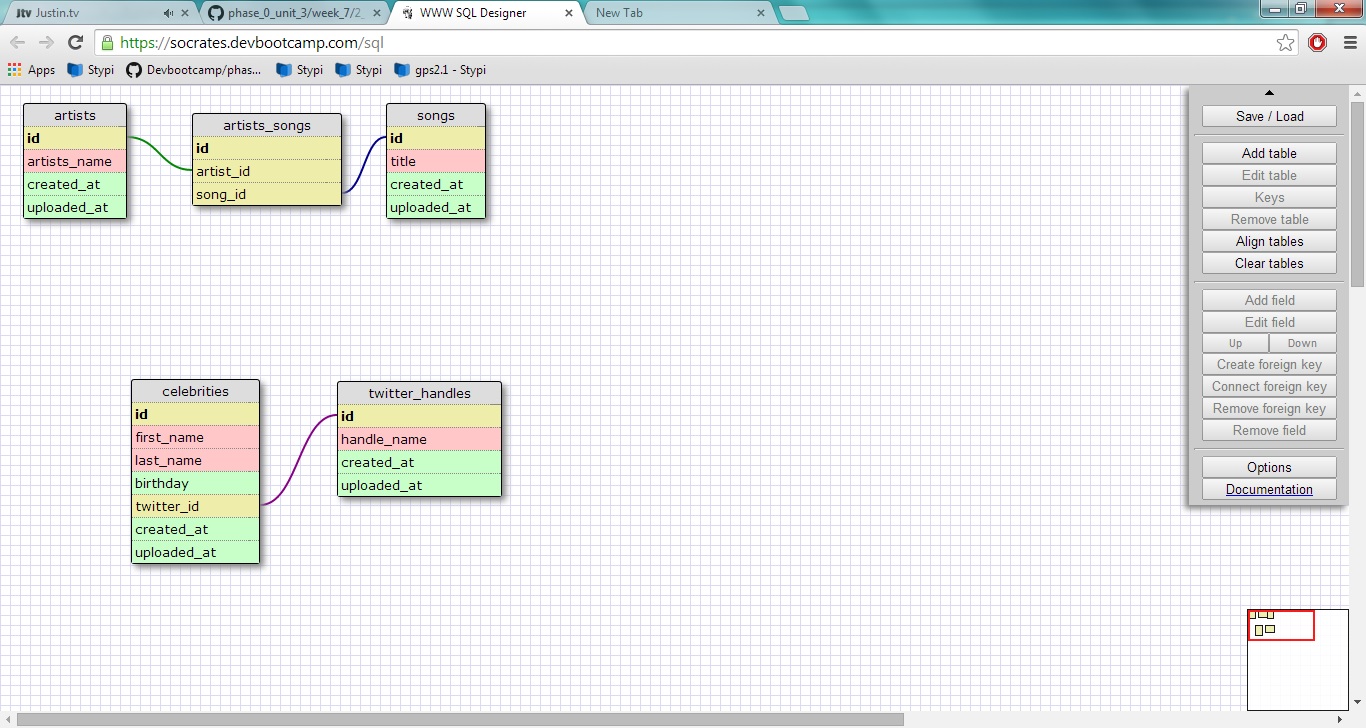 Justin.tv
phase_0_unit_3/week_7/2_
WWW SQL Designer
New Tab
https://socrates.devbootcamp.com/sql
Apps
Stypi
Devbootcamp/phas...
Stypi
Stypi
gps2.1 - Stypi
artists
id
artists_name
created_at
uploaded_at
artists_songs
id
artist_id
song_id
songs
id
title
created_at
uploaded_at
celebrities
id
first_name
last_name
birthday
twitter_id
created_at
uploaded_at
twitter_handles
id
handle_name
created_at
uploaded_at
Save / Load
Add table
Edit table
Keys
Remove table
Align tables
Clear tables
Add field
Edit field
Up Down
Create foreign key
Connect foreign key
Remove foreign key
Remove field
Options
Documentation